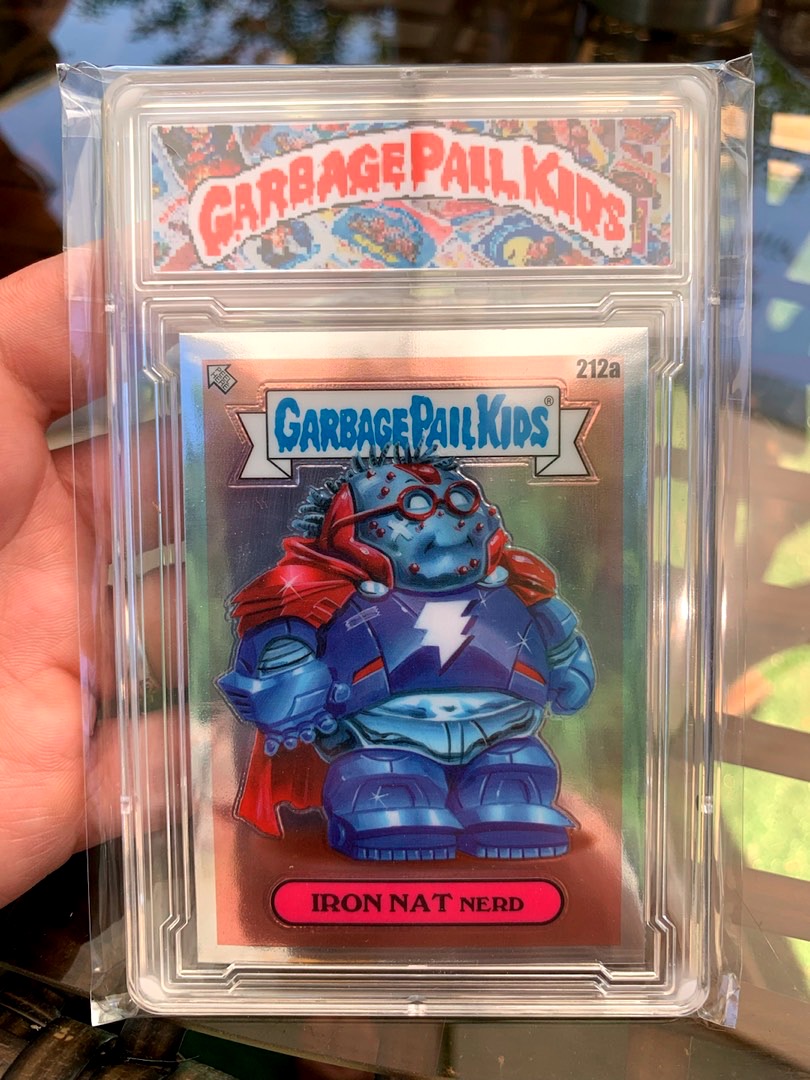 GARBAGE PAIL KIDS
212a
GARBAGE PAIL KIDS®
IRON NAT NERD